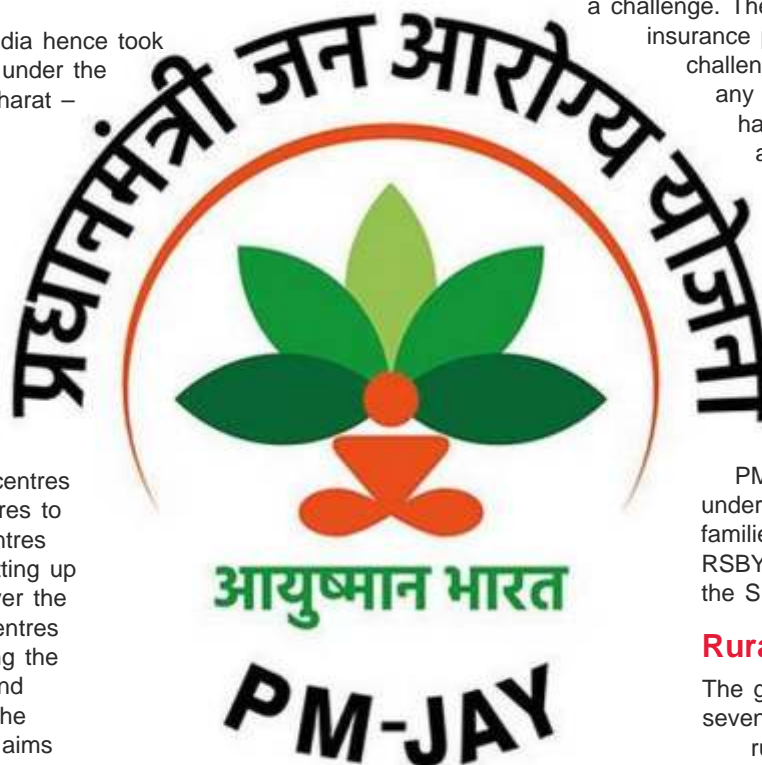 dia hence took
under the
harat –
a challenge. The
insurance
challen
any
ha
प्रधानमंत्री जन आरोग्य योजना
आयुष्मान भारत
PM-JAY
centres
res to
ntres
tting up
ver the
entres
g the
nd
he
aims
PM
under
familie
RSBY
the S
Rura
The g
seven
ru